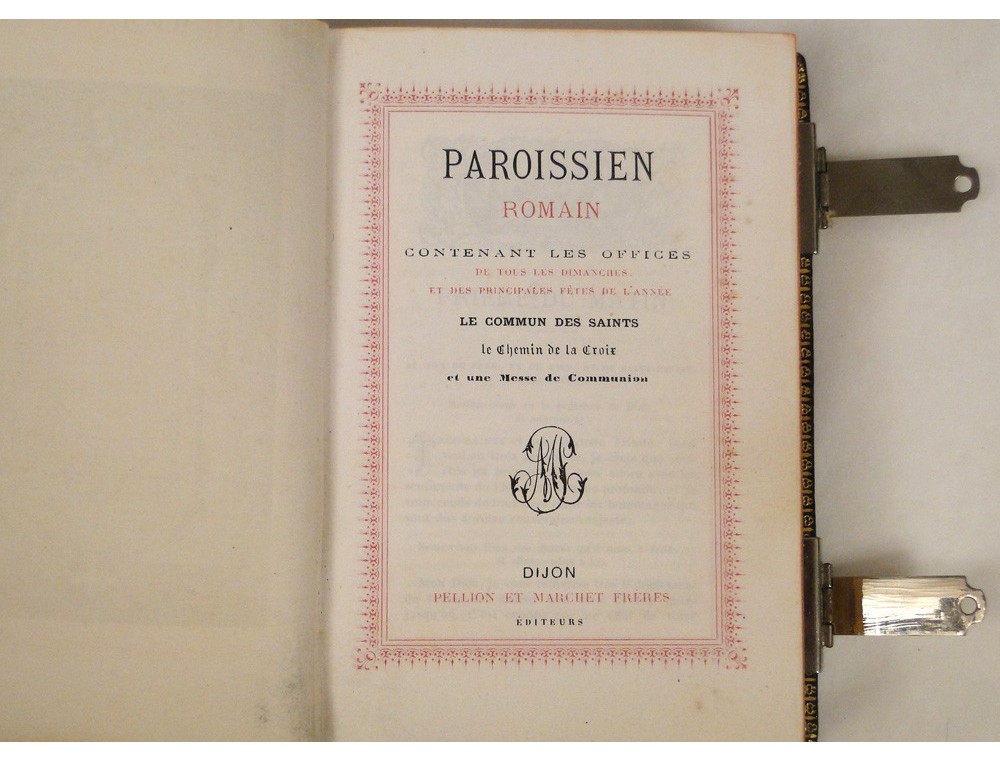 PAROISSIEN
ROMAIN
CONTENANT LES OFFICES
DE TOUS LES DIMANCHES
ET DES PRINCIPALES FÊTES DE L'ANNÉE
LE COMMUN DES SAINTS
le Chemin de la Croix
et une Messe de Communion
DIJON
PELLION ET MARCHET FRÈRES
ÉDITEURS